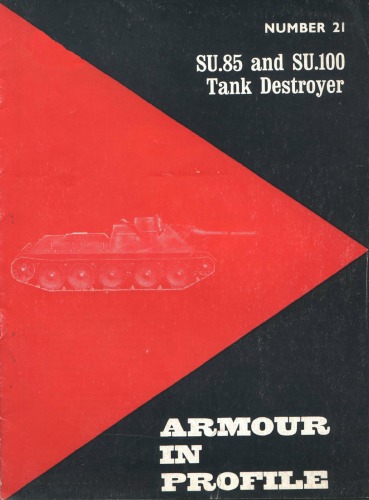 NUMBER 21
SU.85 and SU.100
Tank Destroyer
ARMOUR
IN
PROFILE